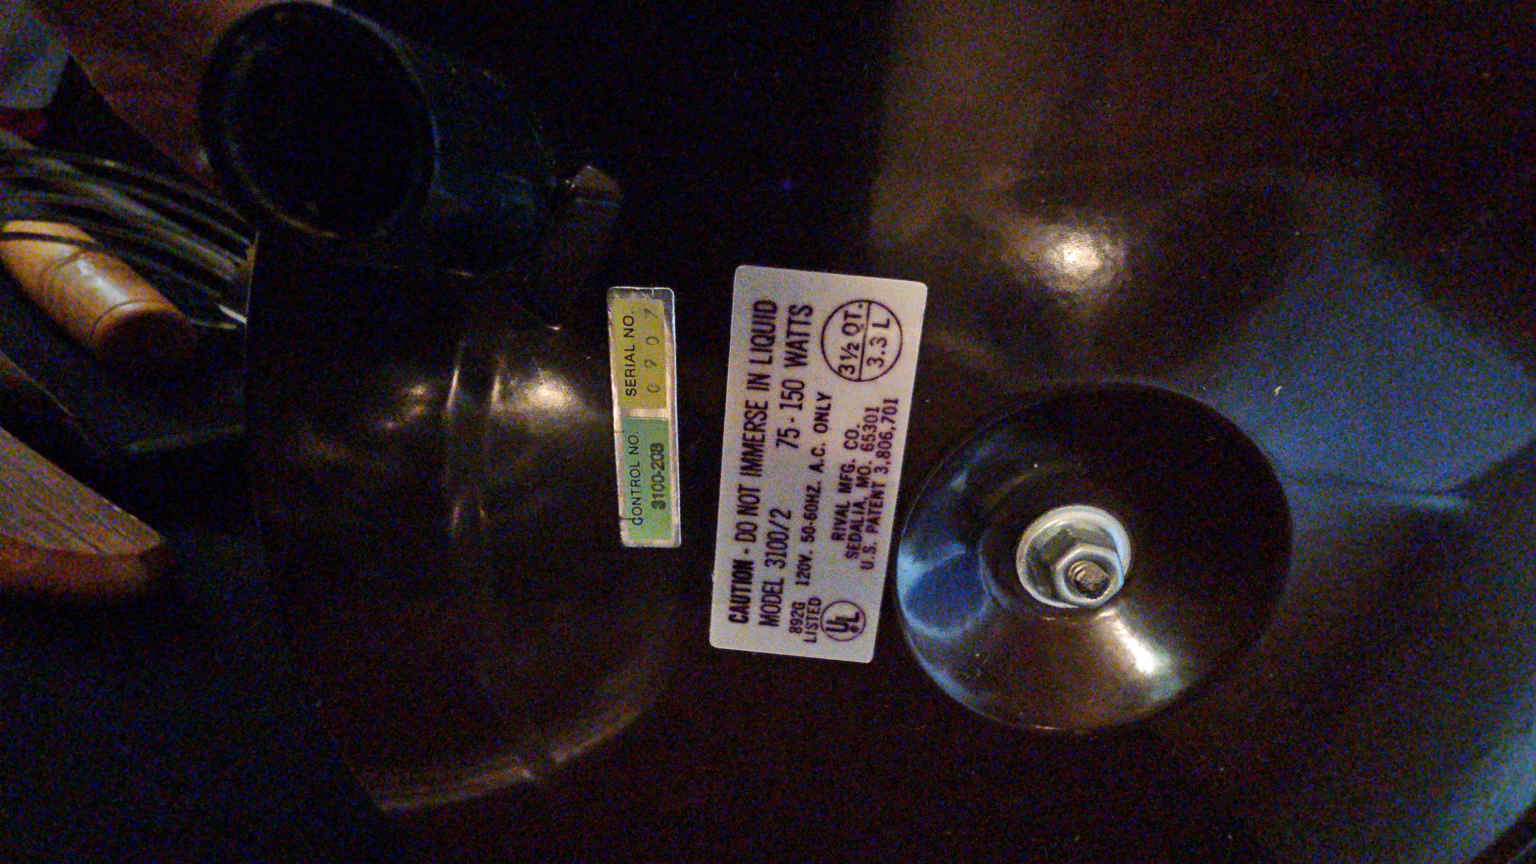 SERIAL NO.
0907
CONTROL NO.
3100-208
CAUTION - DO NOT IMMERSE IN LIQUID
MODEL 3100/2 75-150 WATTS
892G 120V. 50-60HZ. A.C. ONLY
LISTED
UL
RIVAL MFG. CO.
SEDALIA, MO. 65301
U.S. PATENT 3,806,701
3½ QT.
3.3 L